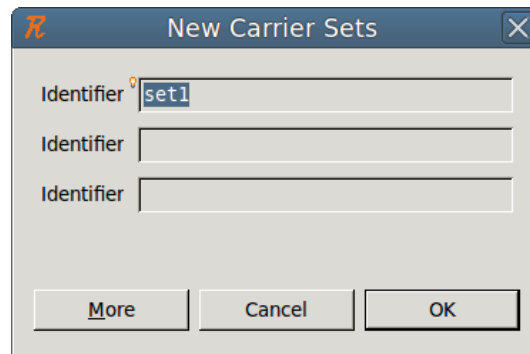 New Carrier Sets
Identifier set1
Identifier
Identifier
More Cancel OK